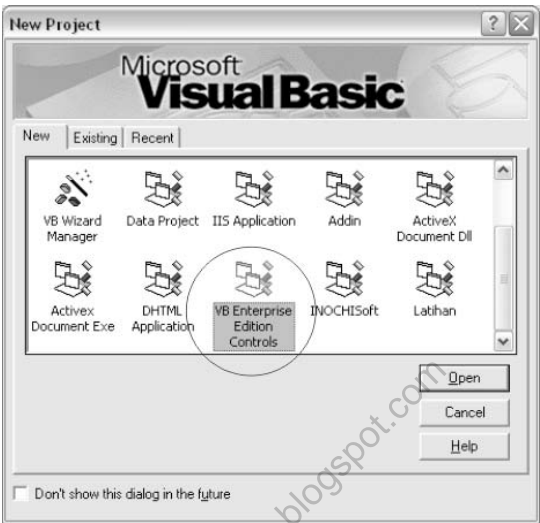 New Project
Microsoft
Visual Basic
New Existing Recent
VB Wizard Manager
Data Project
IIS Application
Addin
ActiveX Document Dll
Activex Document Exe
DHTML Application
VB Enterprise Edition Controls
INOCHISoft
Latihan
Open
Cancel
Help
Don't show this dialog in the future
blogspot.com